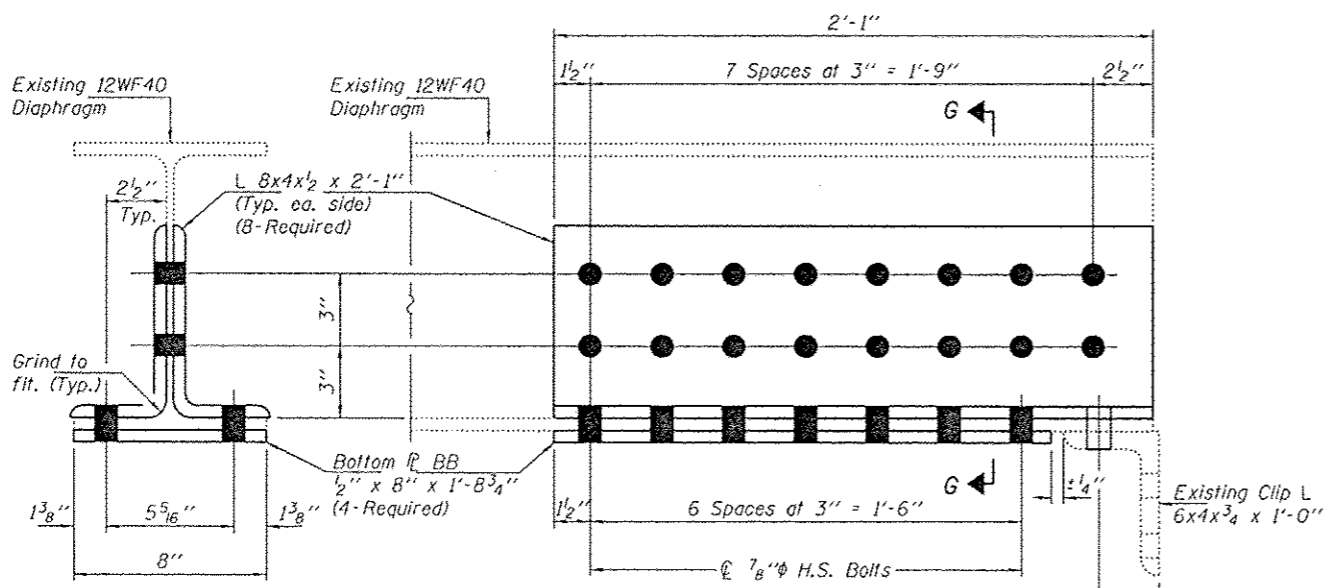 2'-1"
1½"
7 Spaces at 3" = 1'-9"
2½"
Existing 12WF40
Diaphragm
Existing 12WF40
Diaphragm
G
2½"
Typ.
L 8x4x½ x 2'-1"
(Typ. ea. side)
(8-Required)
3"
3"
Grind to
fit. (Typ.)
Bottom ℙL BB
½" x 8" x 1'-8¾"
(4-Required)
1⅜"
5 5/16"
1⅜"
8"
1½"
6 Spaces at 3" = 1'-6"
G
±¼"
Existing Clip L
6x4x¾ x 1'-0"
℄ ⅞"φ H.S. Bolts